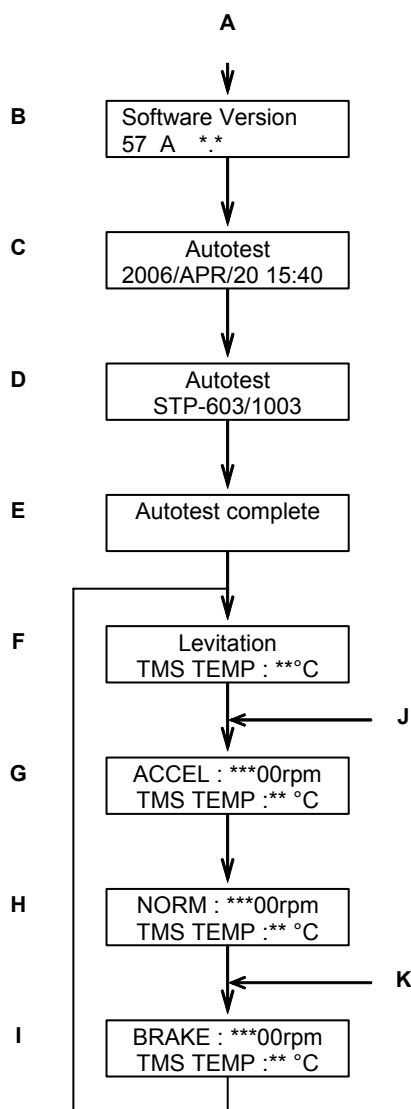 A
B
Software Version
57 A *.*
C
Autotest
2006/APR/20 15:40
D
Autotest
STP-603/1003
E
Autotest complete
F
Levitation
TMS TEMP : **°C
J
G
ACCEL : ***00rpm
TMS TEMP :** °C
H
NORM : ***00rpm
TMS TEMP :** °C
K
I
BRAKE : ***00rpm
TMS TEMP :** °C